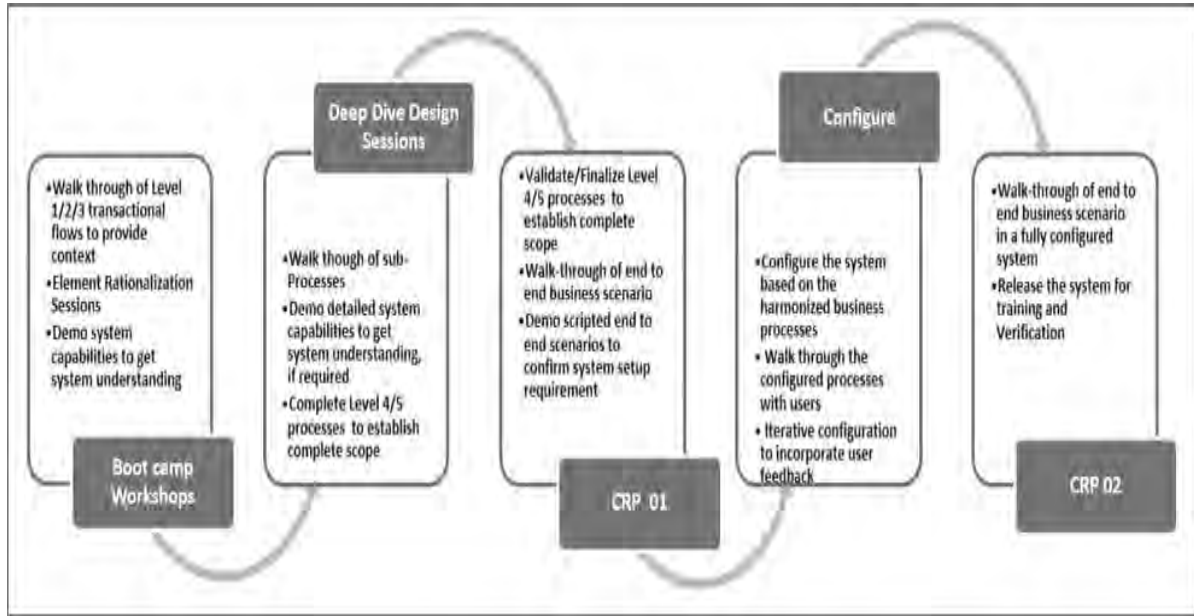 •Walk through of Level
1/2/3 transactional
flows to provide
context
•Element Rationalization
Sessions
•Demo system
capabilities to get
system understanding
Boot camp
Workshops
Deep Dive Design
Sessions
•Walk though of sub-
Processes
•Demo detailed system
capabilities to get
system understanding,
if required
•Complete Level 4/5
processes to establish
complete scope
•Validate/Finalize Level
4/5 processes to
establish complete
scope
•Walk-through of end to
end business scenario
•Demo scripted end to
end scenarios to
confirm system setup
requirement
CRP 01
Configure
•Configure the system
based on the
harmonized business
processes
• Walk through the
configured processes
with users
• Iterative configuration
to incorporate user
feedback
•Walk-through of end to
end business scenario
in a fully configured
system
•Release the system for
training and
Verification
CRP 02